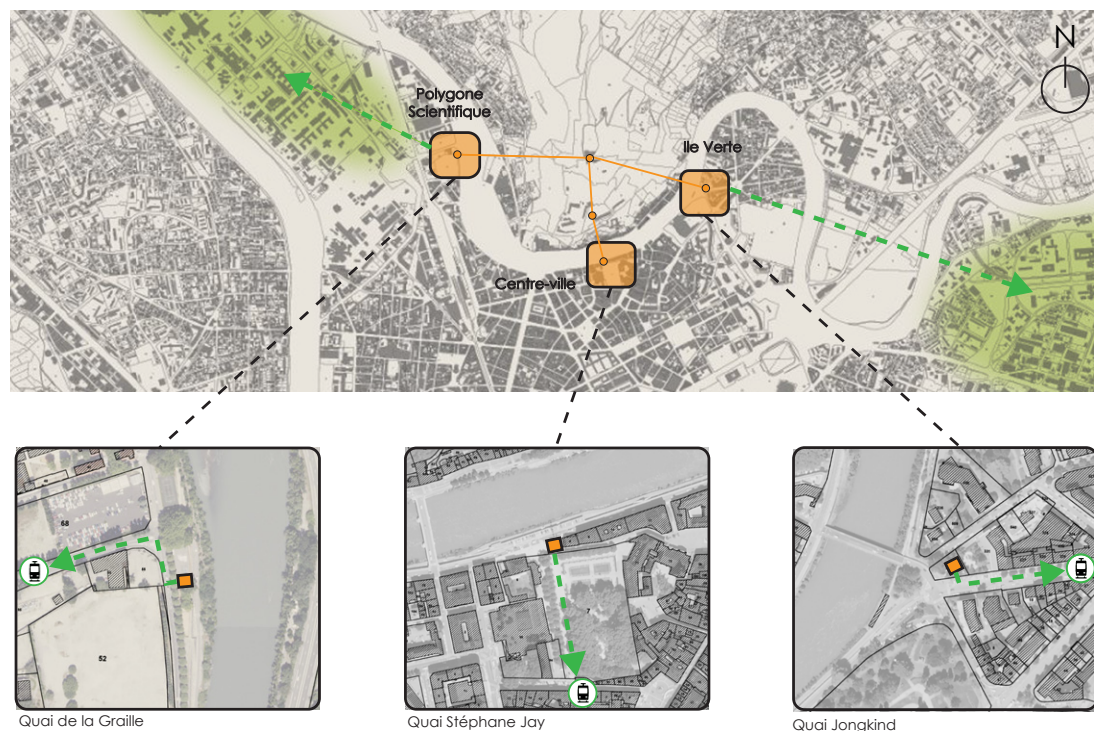 N
Polygone
Scientifique
Ile Verte
Centre-ville
68
52
7
Quai de la Graille
Quai Stéphane Jay
Quai Jongkind